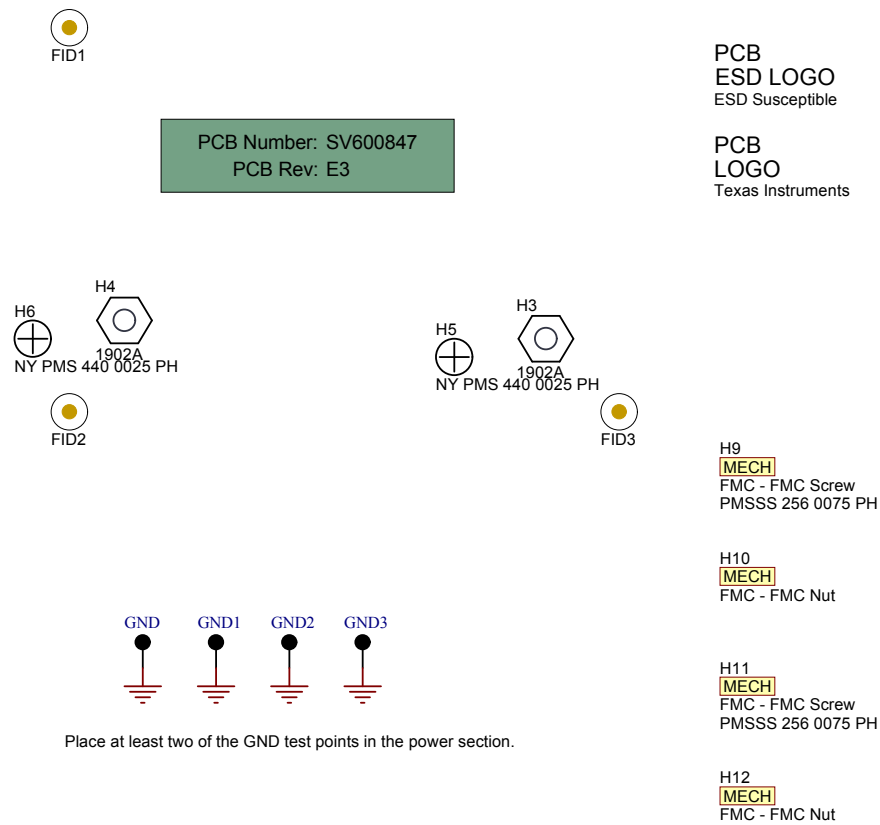 FID1
PCB
ESD LOGO
ESD Susceptible
PCB Number: SV600847
PCB Rev: E3
PCB
LOGO
Texas Instruments
H4
H6
1902A
NY PMS 440 0025 PH
H3
H5
1902A
NY PMS 440 0025 PH
FID2
FID3
H9
MECH
FMC - FMC Screw
PMSSS 256 0075 PH
H10
MECH
FMC - FMC Nut
GND GND1 GND2 GND3
Place at least two of the GND test points in the power section.
H11
MECH
FMC - FMC Screw
PMSSS 256 0075 PH
H12
MECH
FMC - FMC Nut